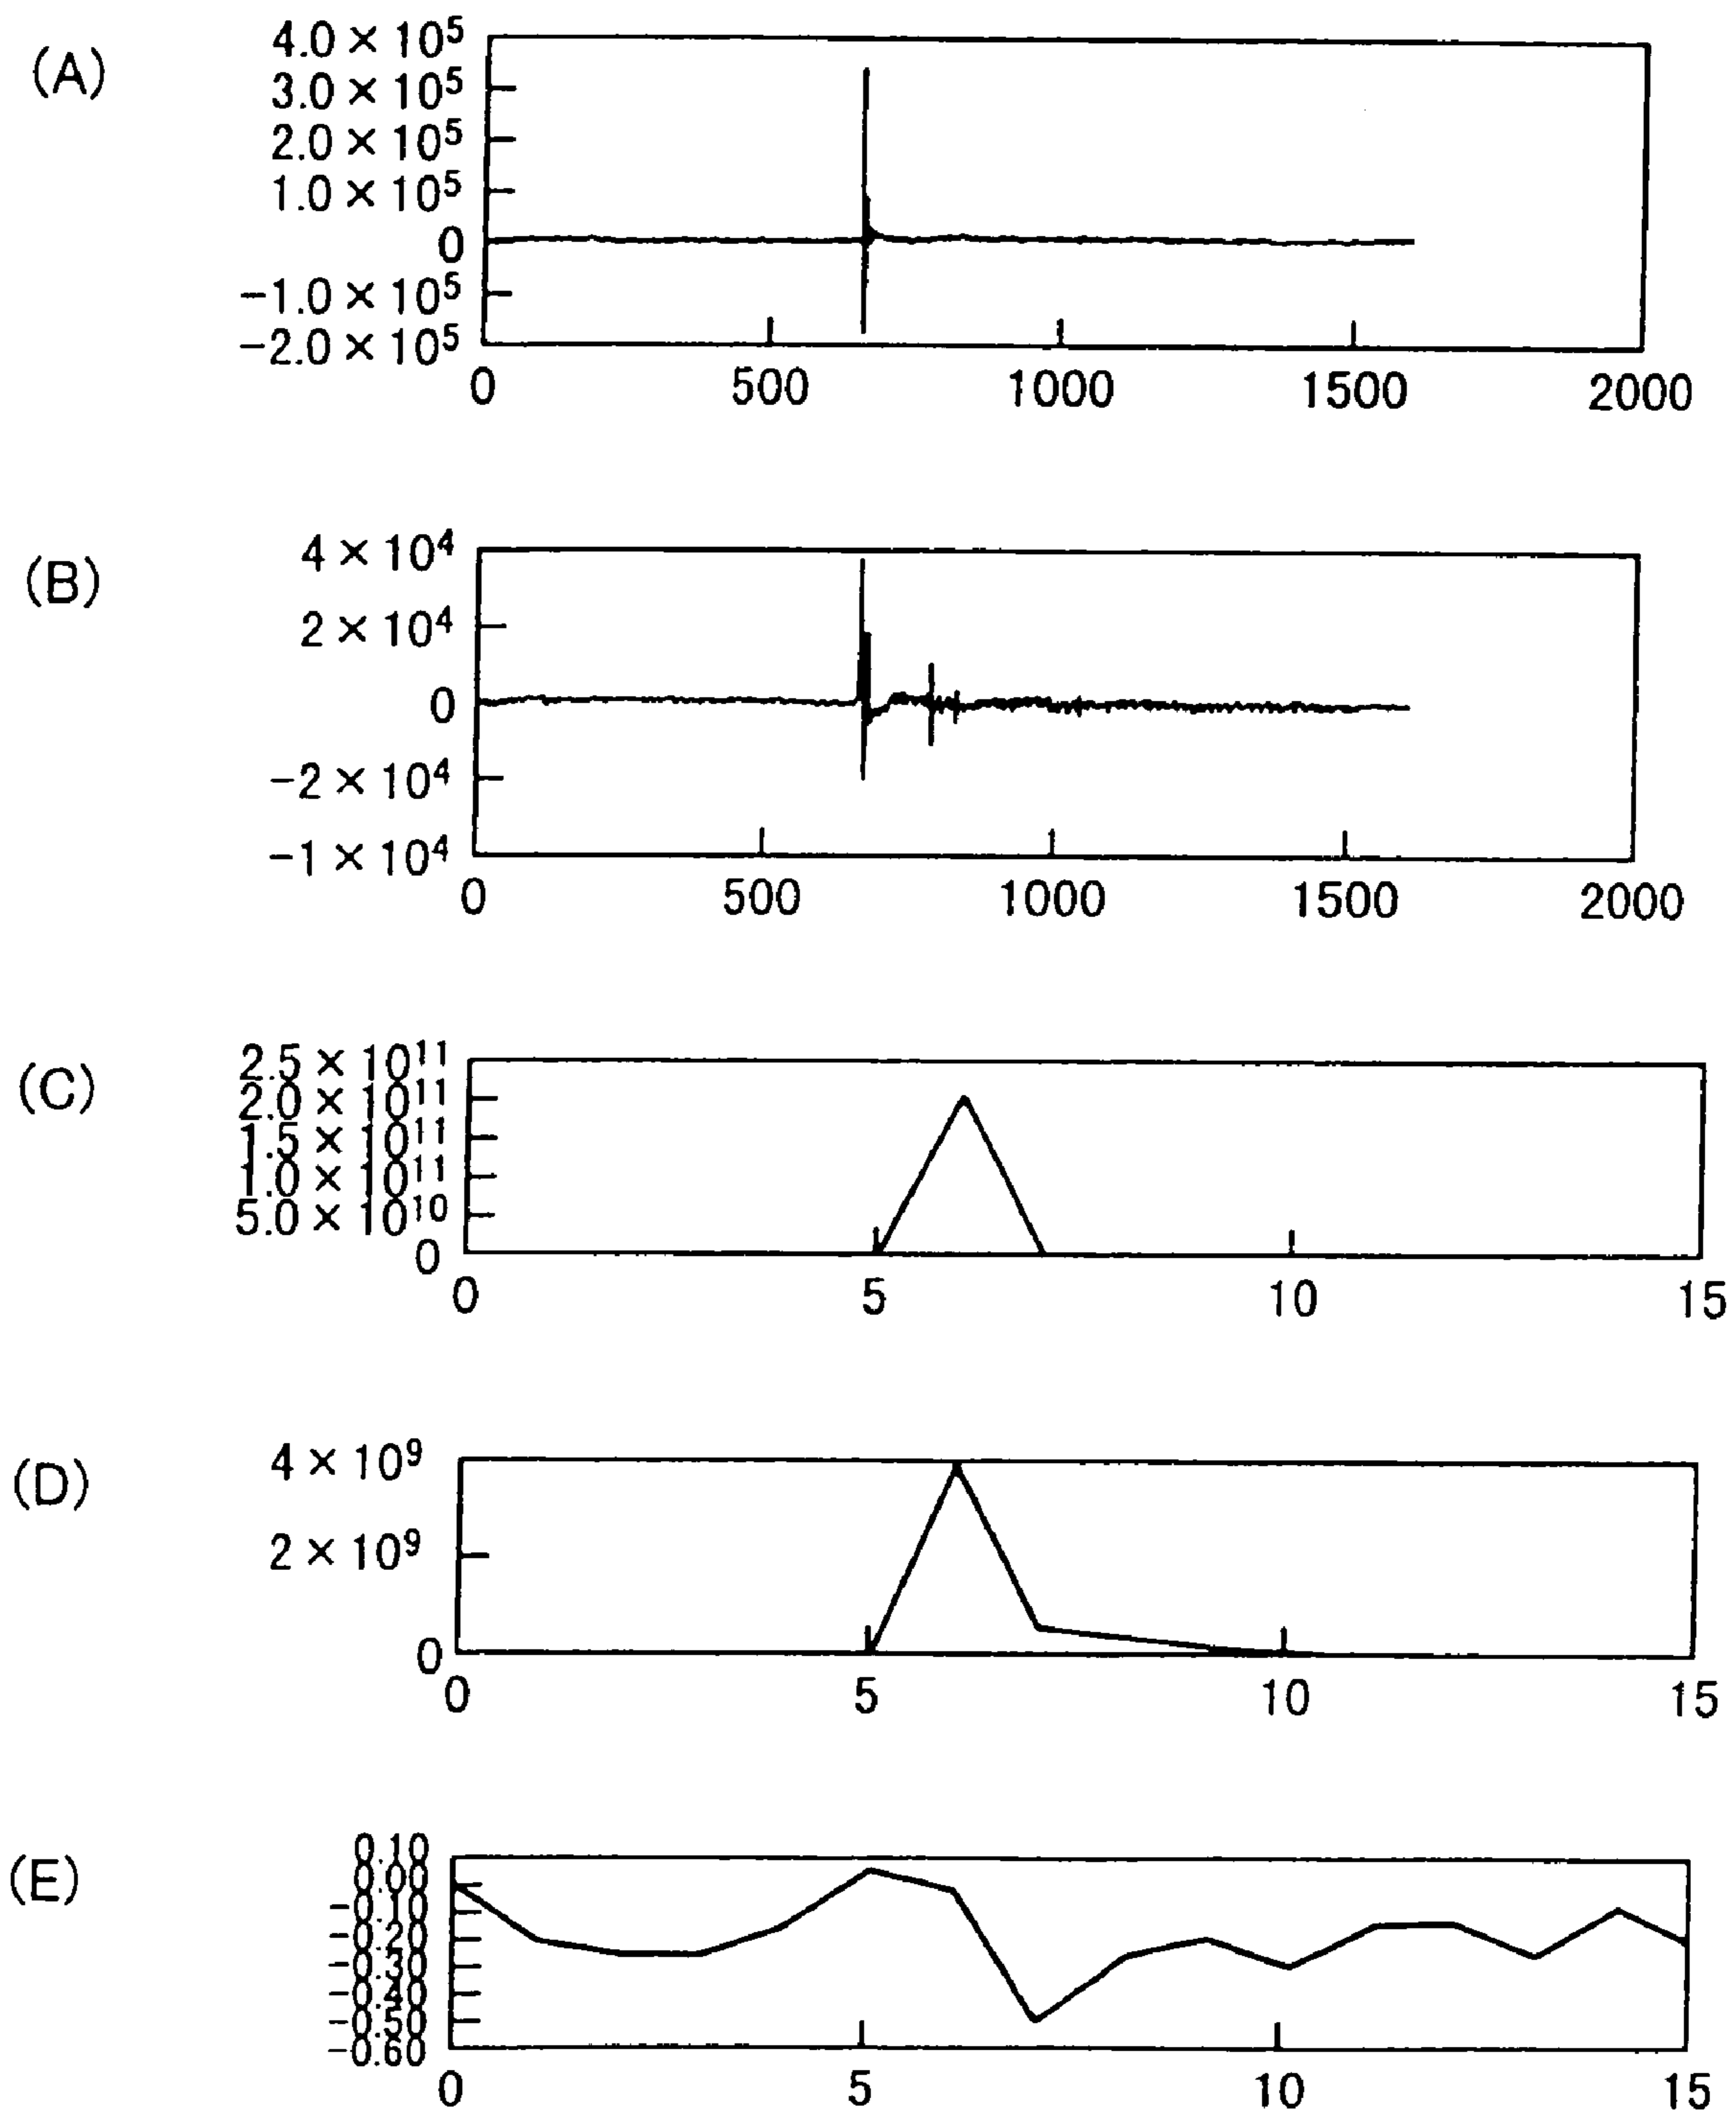 (A)
4.0 × 10⁵
3.0 × 10⁵
2.0 × 10⁵
1.0 × 10⁵
0
−1.0 × 10⁵
−2.0 × 10⁵
0 500 1000 1500 2000
(B)
4 × 10⁴
2 × 10⁴
0
−2 × 10⁴
−1 × 10⁴
0 500 1000 1500 2000
(C)
2.5 × 10¹¹
2.0 × 10¹¹
1.5 × 10¹¹
1.0 × 10¹¹
5.0 × 10¹⁰
0
0 5 10 15
(D)
4 × 10⁹
2 × 10⁹
0
0 5 10 15
(E)
0.10
0.00
−0.10
−0.20
−0.30
−0.40
−0.50
−0.60
0 5 10 15